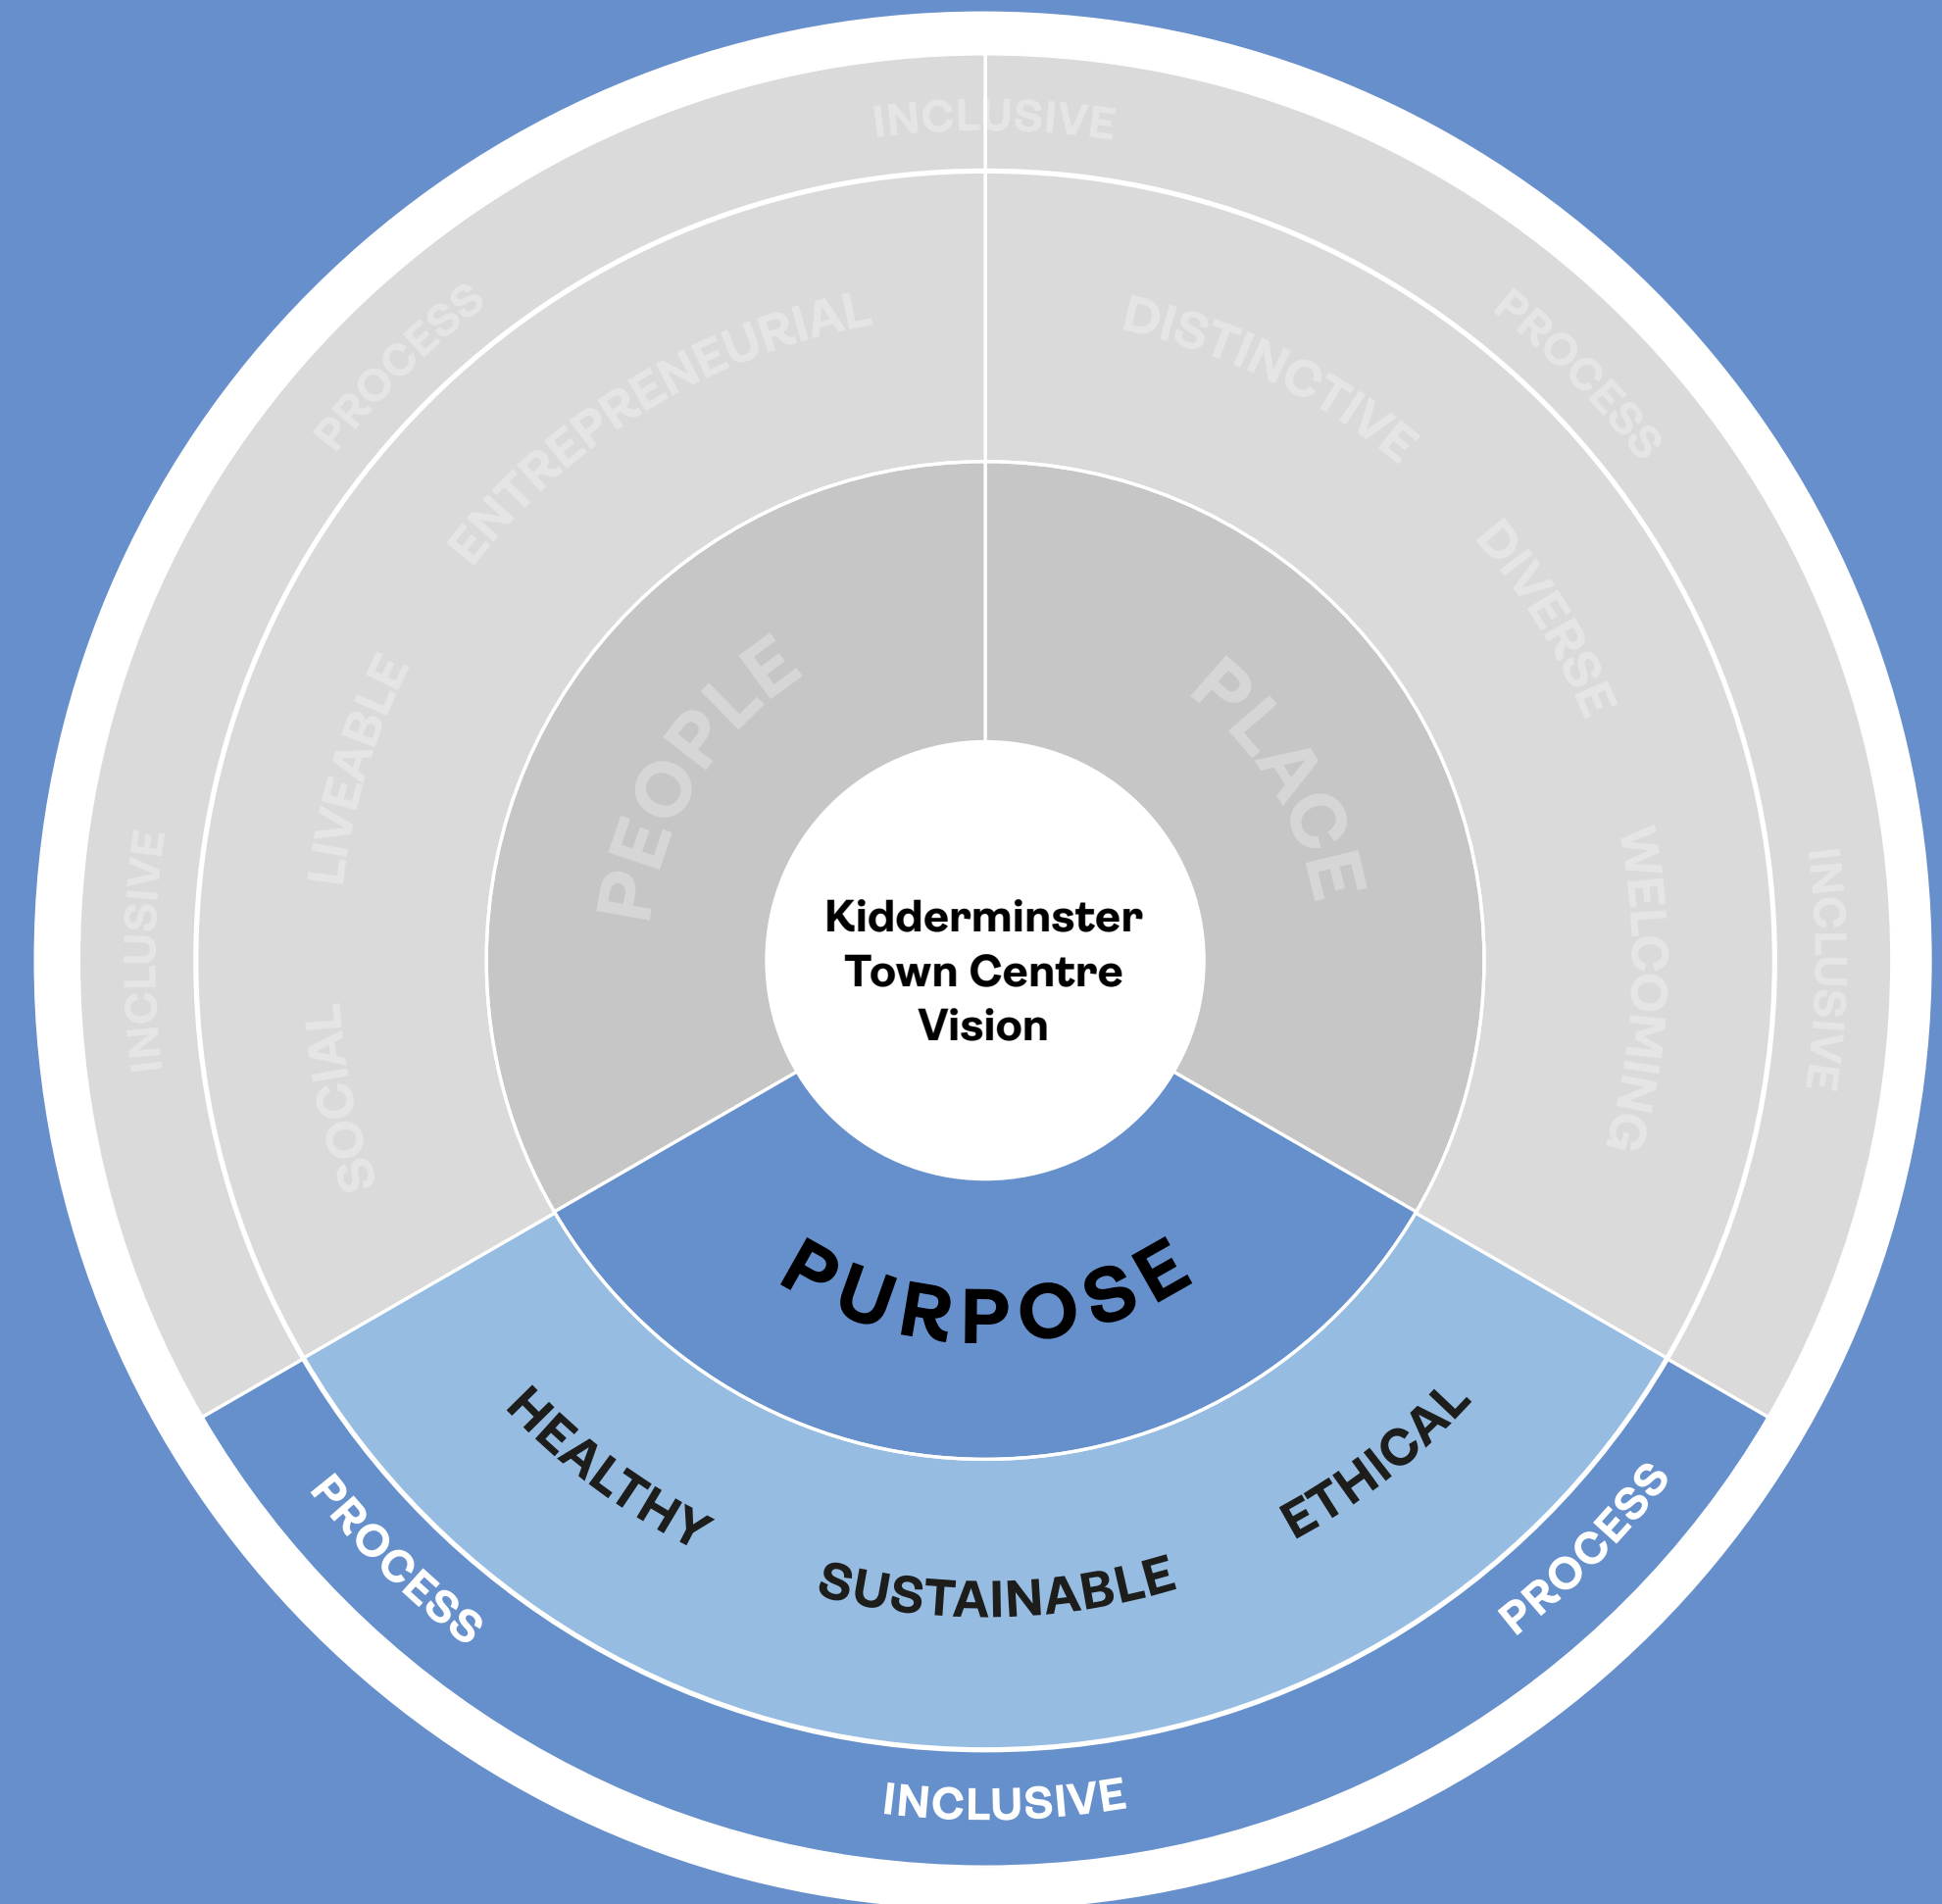 INCLUSIVE
PROCESS
PROCESS
ENTREPRENEURIAL
DISTINCTIVE
LIVEABLE
DIVERSE
PEOPLE
PLACE
INCLUSIVE
SOCIAL
WELCOMING
INCLUSIVE
Kidderminster
Town Centre
Vision
PURPOSE
HEALTHY
SUSTAINABLE
ETHICAL
PROCESS
INCLUSIVE
PROCESS